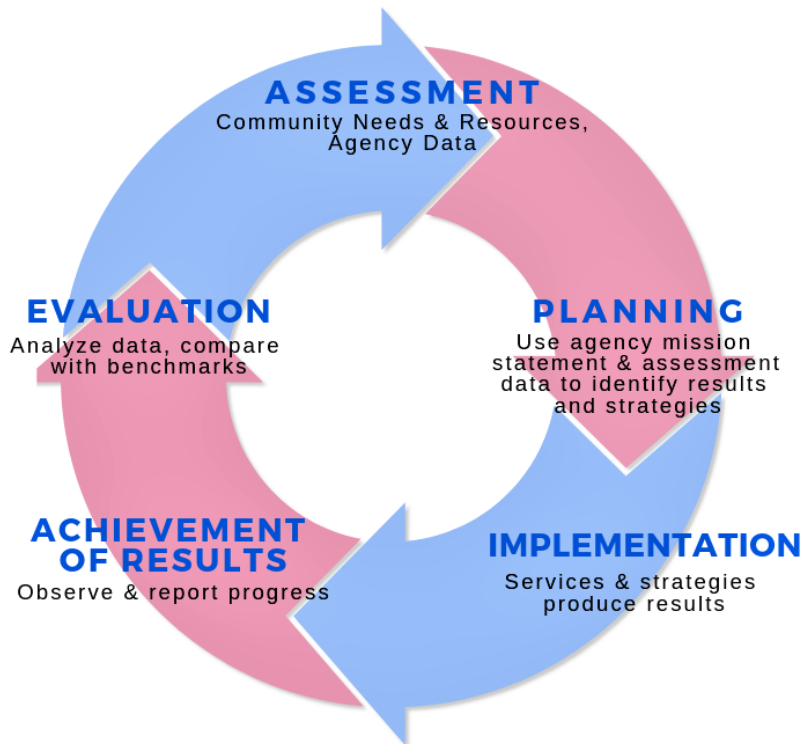 ASSESSMENT
Community Needs & Resources,
Agency Data
PLANNING
Use agency mission
statement & assessment
data to identify results
and strategies
IMPLEMENTATION
Services & strategies
produce results
ACHIEVEMENT
OF RESULTS
Observe & report progress
EVALUATION
Analyze data, compare
with benchmarks